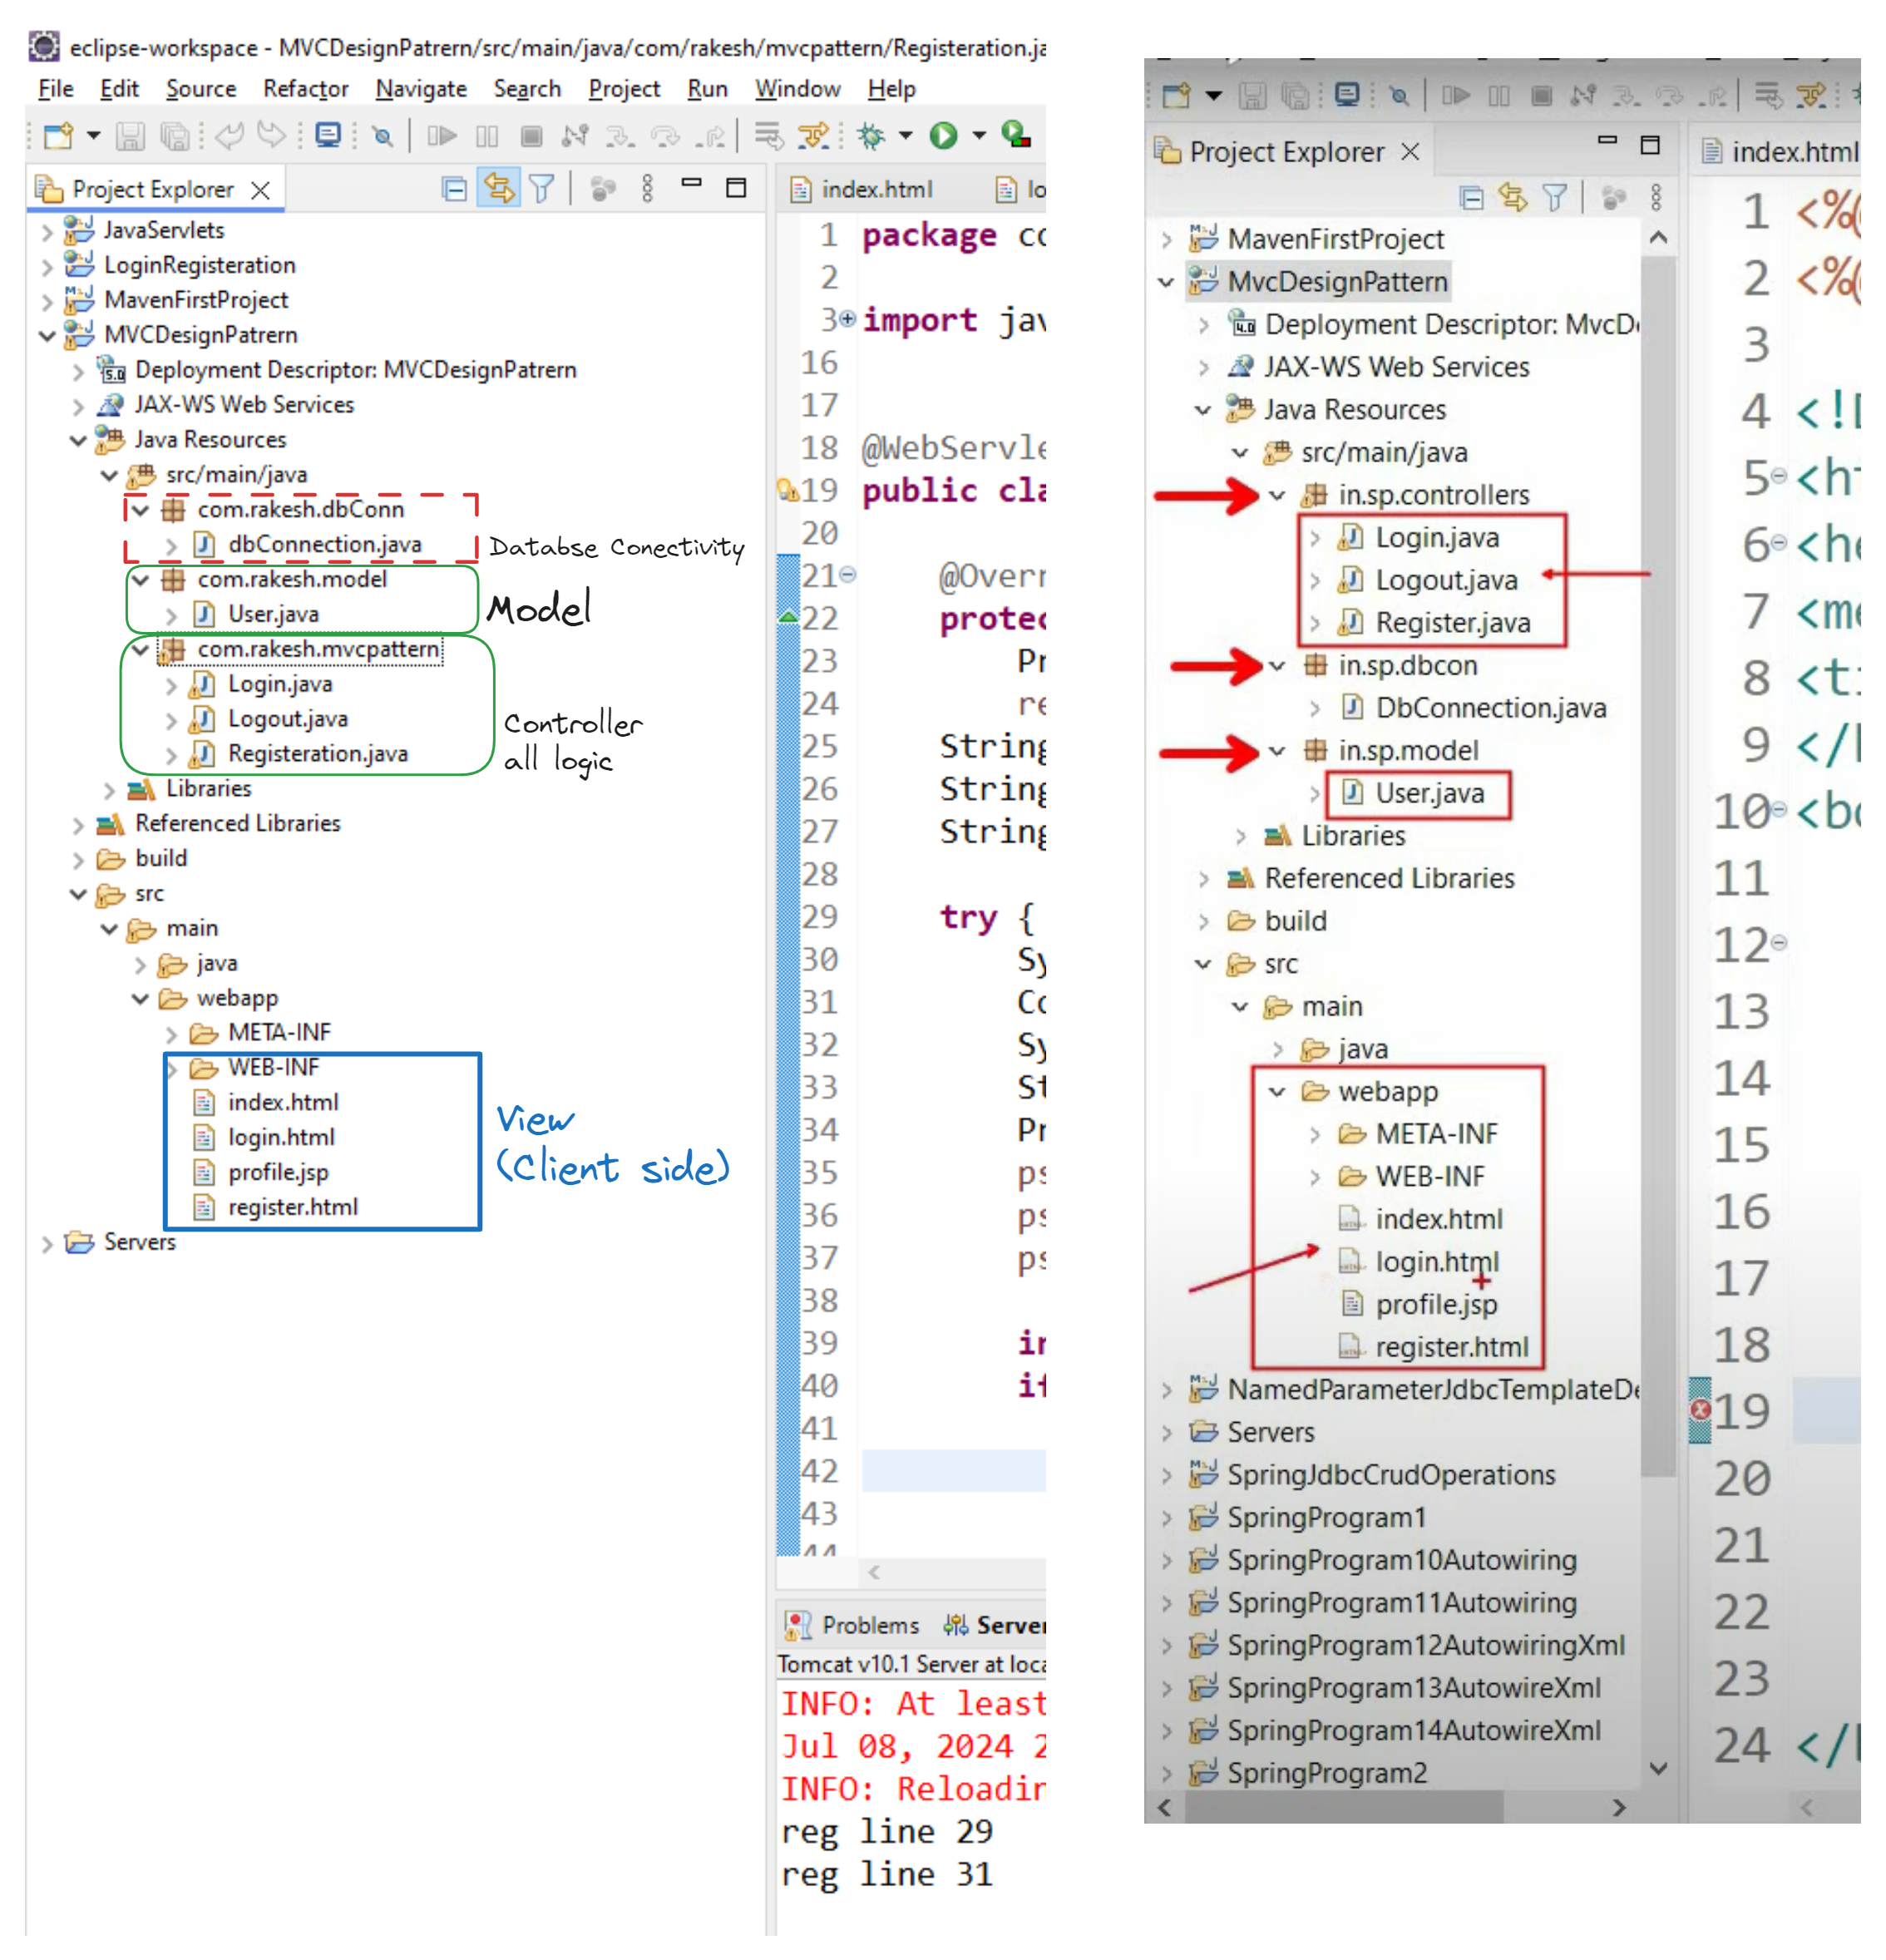 eclipse-workspace - MVCDesignPatrern/src/main/java/com/rakesh/mvcpattern/Registeration.ja
File Edit Source Refactor Navigate Search Project Run Window Help
Project Explorer
JavaServlets
LoginRegisteration
MavenFirstProject
MVCDesignPatrern
Deployment Descriptor: MVCDesignPatrern
JAX-WS Web Services
Java Resources
src/main/java
com.rakesh.dbConn
dbConnection.java
Databse Conectivity
com.rakesh.model
User.java
Model
com.rakesh.mvcpattern
Login.java
Logout.java
Registeration.java
Controller
all logic
Libraries
Referenced Libraries
build
src
main
java
webapp
META-INF
WEB-INF
index.html
login.html
profile.jsp
register.html
View
(Client side)
Servers
index.html lo
1 package co
2
3 import jav
16
17
18 @WebServle
19 public cla
20
21 @Overr
22 protec
23 Pr
24 re
25 String
26 String
27 String
28
29 try {
30 Sy
31 Co
32 Sy
33 St
34 Pr
35 ps
36 ps
37 ps
38
39 in
40 if
41
42
43
44
Problems Server
Tomcat v10.1 Server at loca
INFO: At least
Jul 08, 2024 2
INFO: Reloadin
reg line 29
reg line 31
Project Explorer
MavenFirstProject
MvcDesignPattern
Deployment Descriptor: MvcD
JAX-WS Web Services
Java Resources
src/main/java
in.sp.controllers
Login.java
Logout.java
Register.java
in.sp.dbcon
DbConnection.java
in.sp.model
User.java
Libraries
Referenced Libraries
build
src
main
java
webapp
META-INF
WEB-INF
index.html
login.html
profile.jsp
register.html
NamedParameterJdbcTemplateDe
Servers
SpringJdbcCrudOperations
SpringProgram1
SpringProgram10Autowiring
SpringProgram11Autowiring
SpringProgram12AutowiringXml
SpringProgram13AutowireXml
SpringProgram14AutowireXml
SpringProgram2
index.html
1 <%@
2 <%@
3
4 <!D
5 <ht
6 <he
7 <me
8 <ti
9 </h
10 <bo
11
12
13
14
15
16
17
18
19
20
21
22
23
24 </